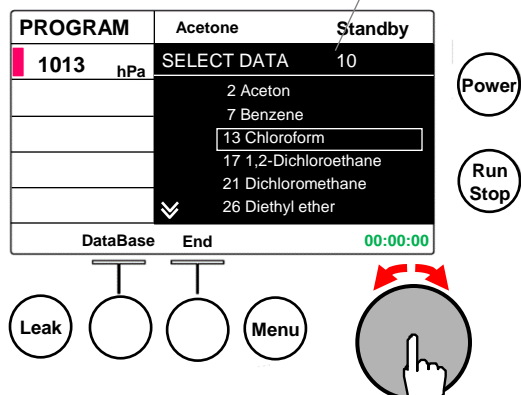 PROGRAM Acetone Standby
1013 hPa SELECT DATA 10
2 Aceton
7 Benzene
13 Chloroform
17 1,2-Dichloroethane
21 Dichloromethane
26 Diethyl ether
DataBase End 00:00:00
Power
Run
Stop
Leak
Menu